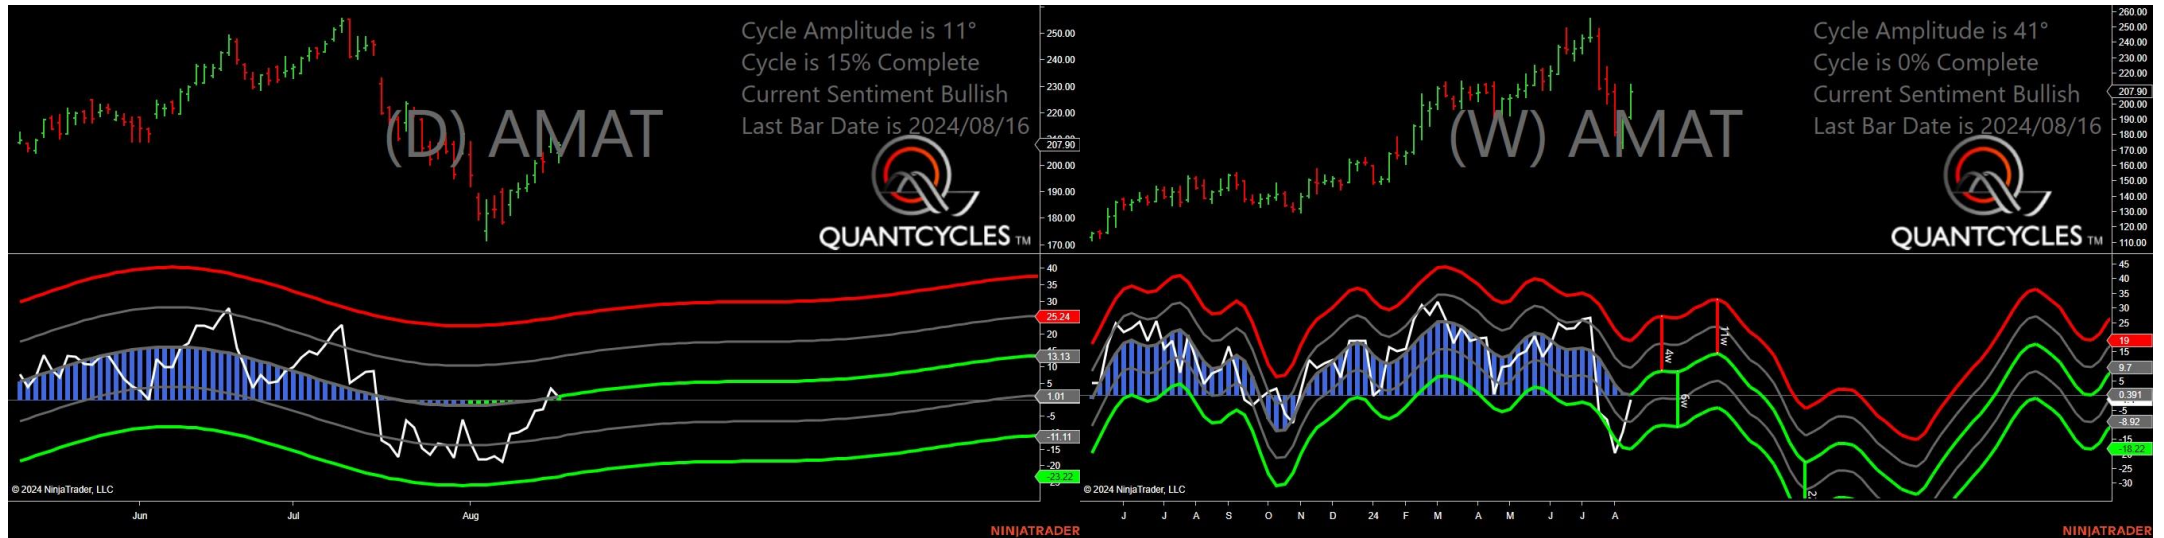 Cycle Amplitude is 11°
Cycle is 15% Complete
Current Sentiment Bullish
Last Bar Date is 2024/08/16
(D) AMAT
QUANTCYCLES TM
250.00
240.00
230.00
220.00
210.00
207.90
200.00
190.00
180.00
170.00
40
35
30
25.24
20
15
13.13
10
5
1.01
-5
-11.11
-15
-20
-23.22
-25
© 2024 NinjaTrader, LLC
Jun Jul Aug
NINJATRADER
Cycle Amplitude is 41°
Cycle is 0% Complete
Current Sentiment Bullish
Last Bar Date is 2024/08/16
(W) AMAT
QUANTCYCLES TM
260.00
250.00
240.00
230.00
220.00
207.90
200.00
190.00
180.00
170.00
160.00
150.00
140.00
130.00
120.00
110.00
45
40
35
30
25
19
15
9.7
5
0.391
-5
-8.92
-15
-18.22
-25
-30
4w
11w
6w
2
© 2024 NinjaTrader, LLC
J J A S O N D 24 F M A M J J A
NINJATRADER